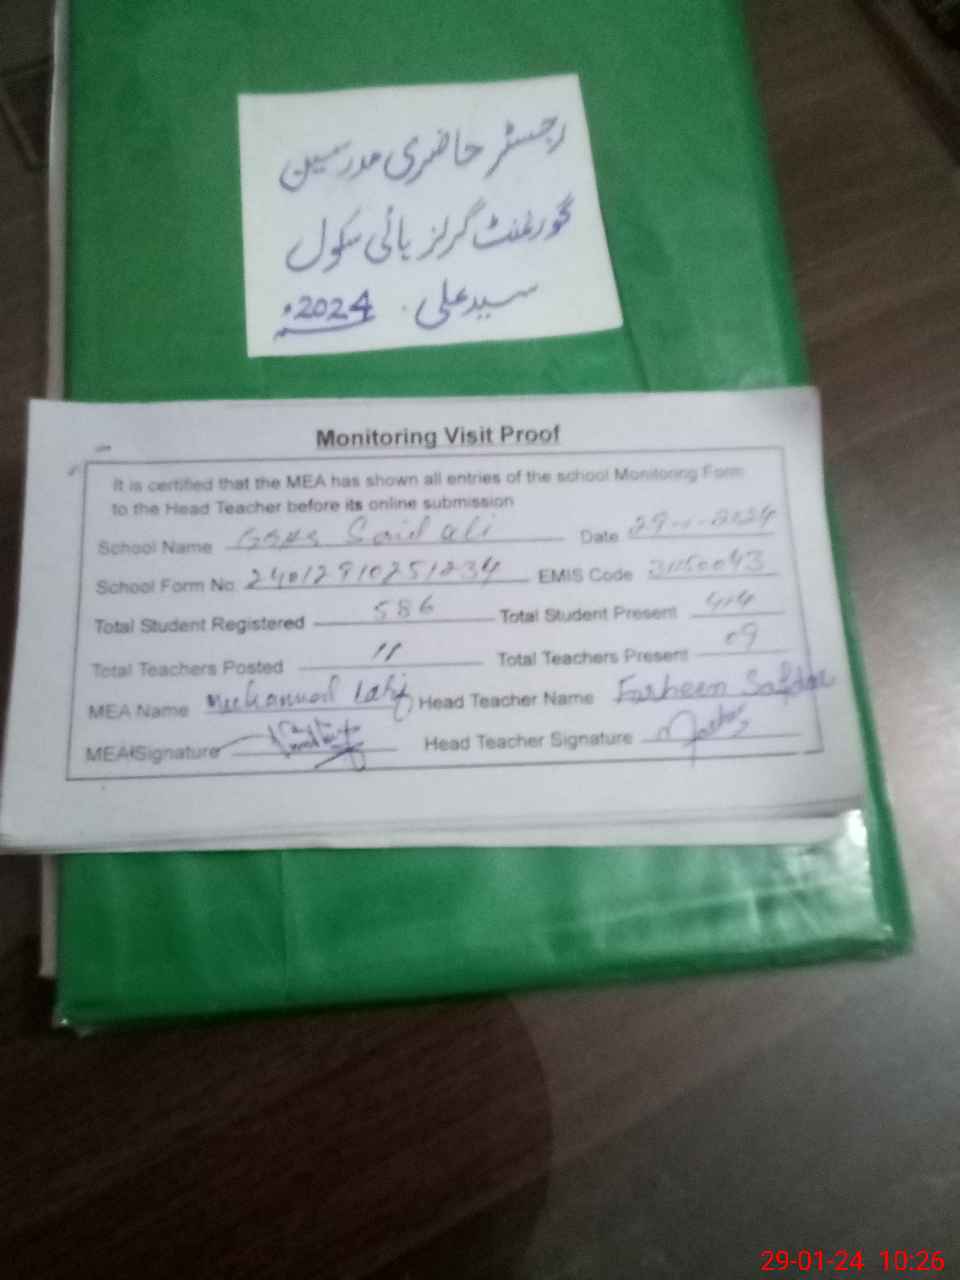 رجسٹر حاضری مدرسین
گورنمنٹ گرلز ہائی سکول
سید علی. 2024ء
Monitoring Visit Proof
It is certified that the MEA has shown all entries of the school Monitoring Form
to the Head Teacher before its online submission
School Name GGHS Said Ali Date 29-1-2024
School Form No. EMIS Code
Total Student Registered 586 Total Student Present
Total Teachers Posted 11 Total Teachers Present 09
MEA Name Muhammad Head Teacher Name Farheen Safdar
MEA Signature Head Teacher Signature
29-01-24 10:26